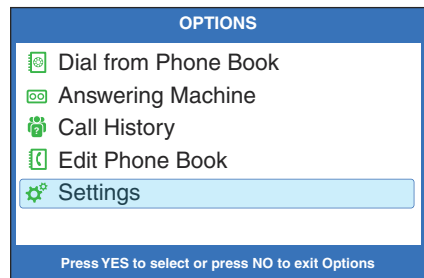 OPTIONS
Dial from Phone Book
Answering Machine
Call History
Edit Phone Book
Settings
Press YES to select or press NO to exit Options